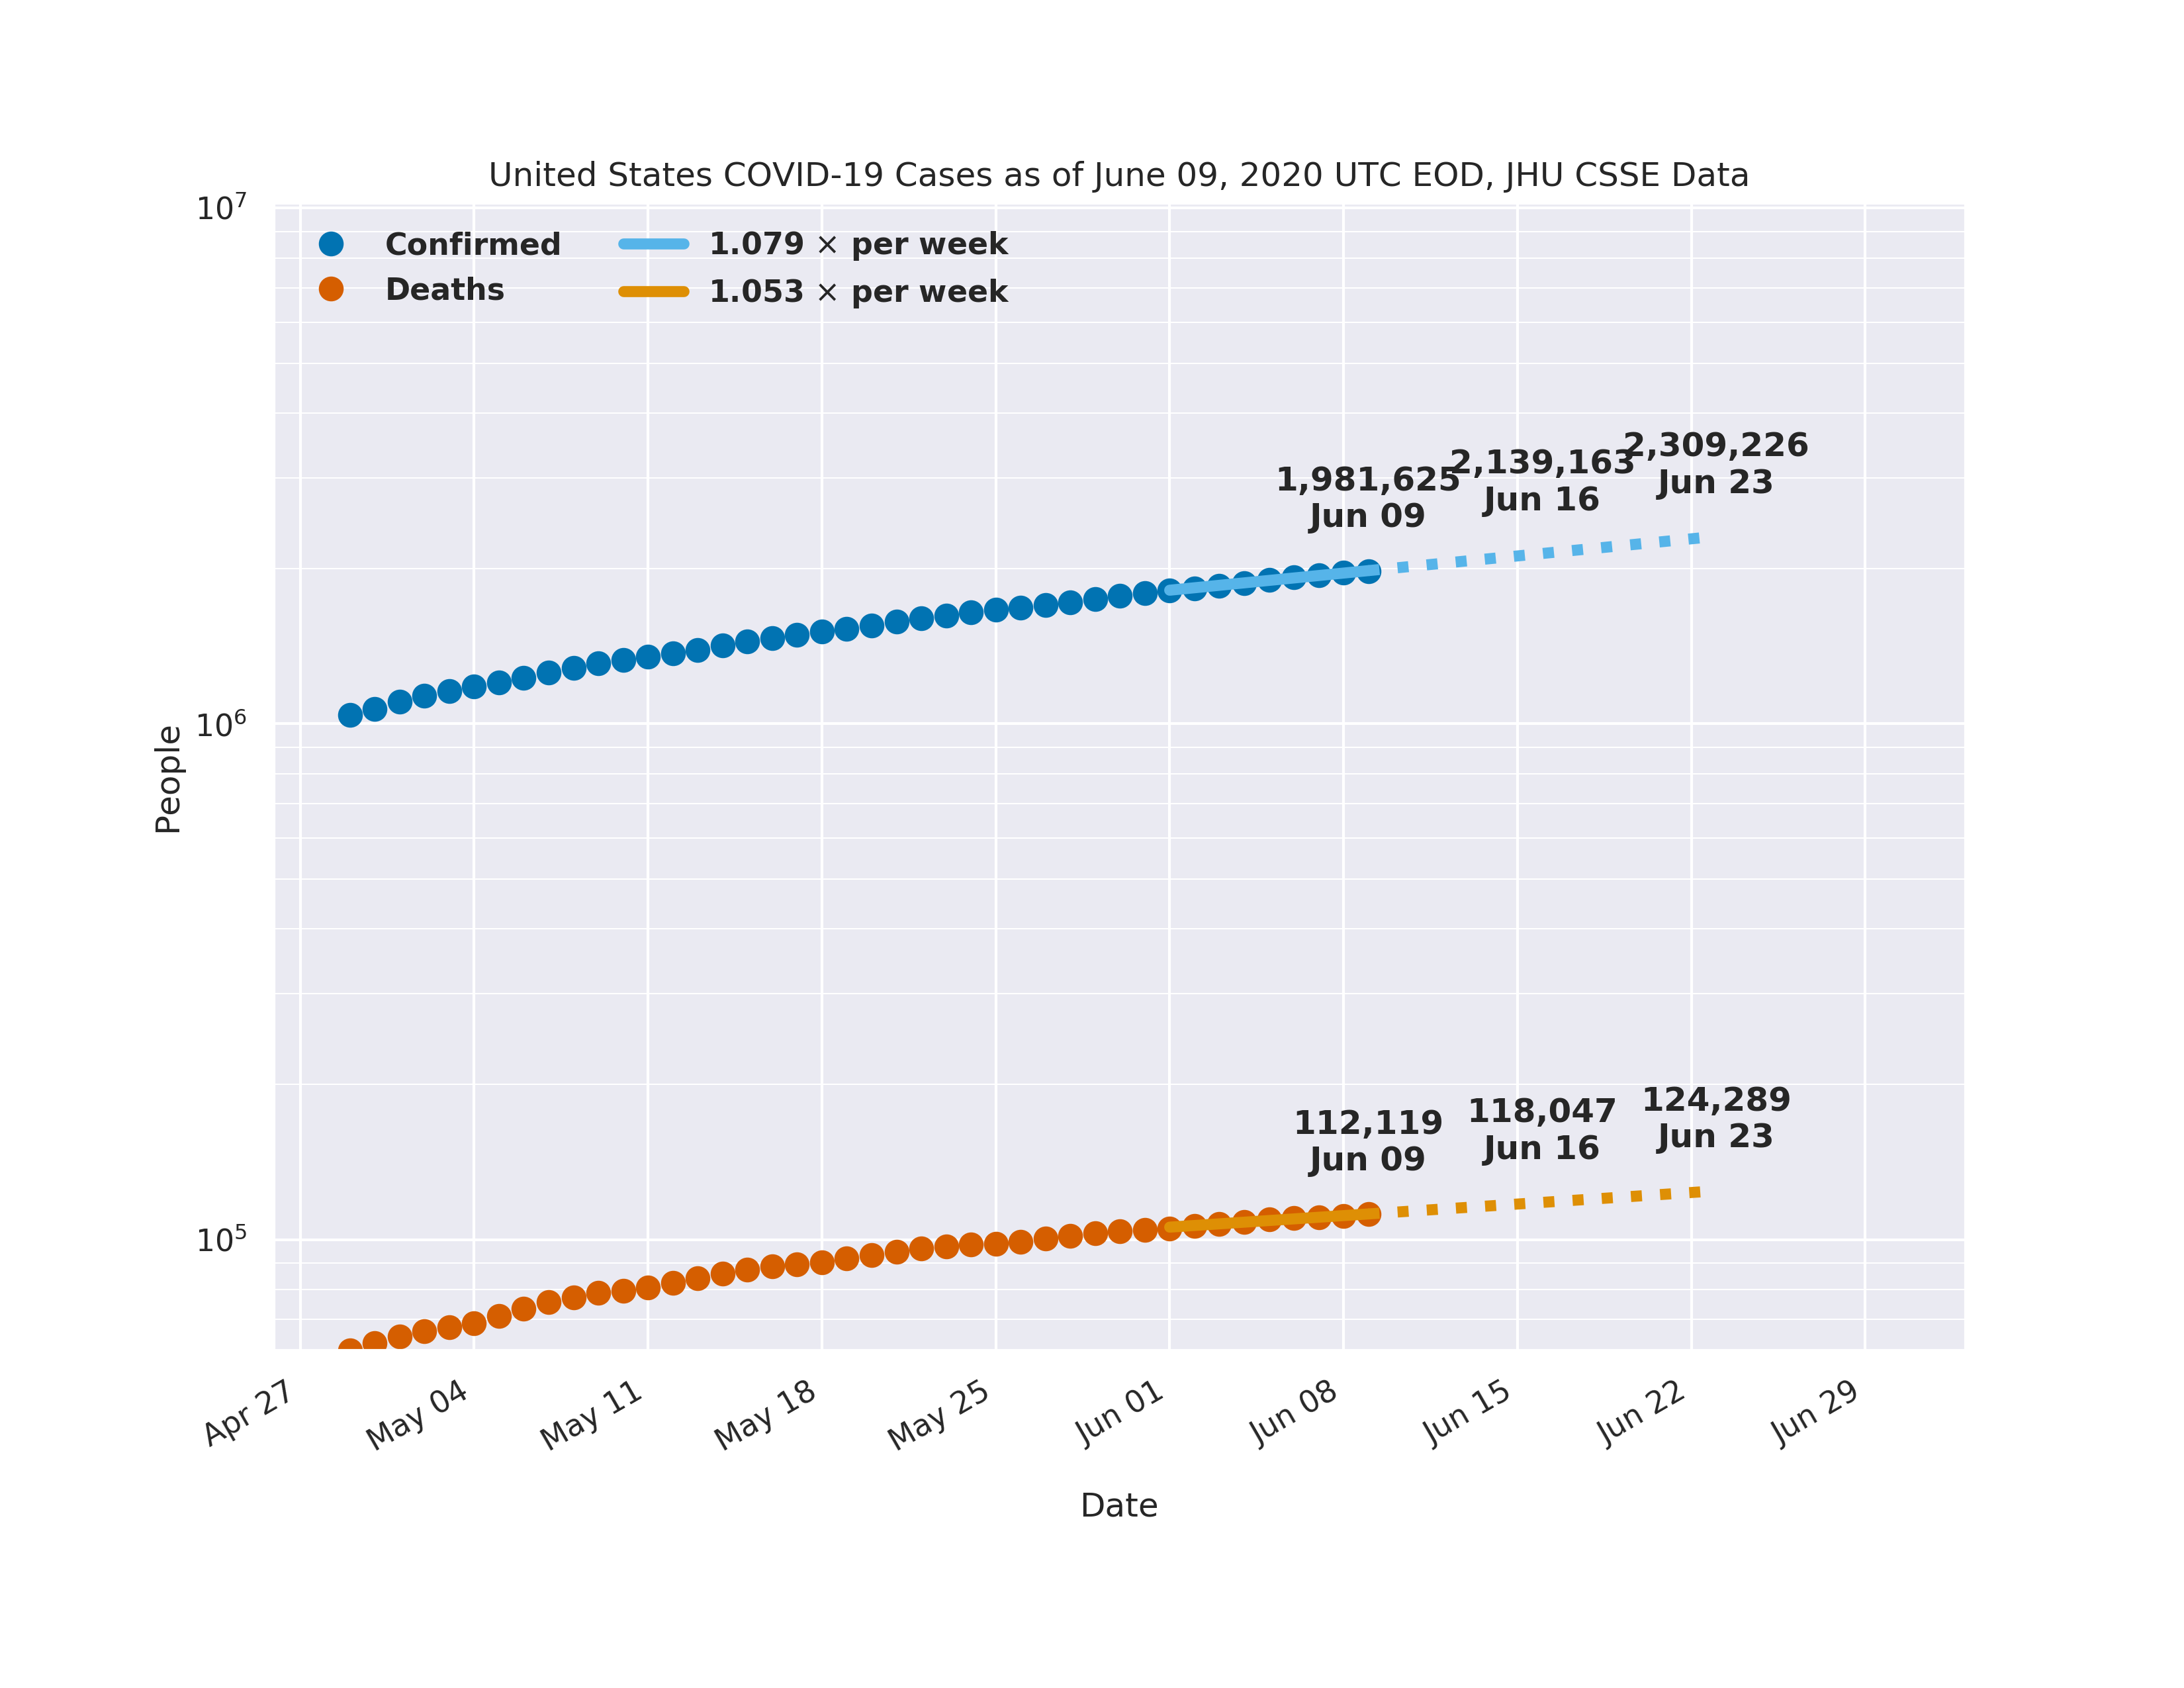 United States COVID-19 Cases as of June 09, 2020 UTC EOD, JHU CSSE Data
10⁷
Confirmed
Deaths
1.079 × per week
1.053 × per week
1,981,625
Jun 09
2,139,163
Jun 16
2,309,226
Jun 23
10⁶
People
112,119
Jun 09
118,047
Jun 16
124,289
Jun 23
10⁵
Apr 27
May 04
May 11
May 18
May 25
Jun 01
Jun 08
Jun 15
Jun 22
Jun 29
Date